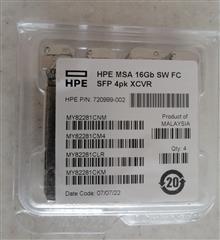 HPE
HPE MSA 16Gb SW FC
SFP 4pk XCVR
HPE P/N: 720999-002
MY82281CNM
MY82281CM4
MY82281CLR
MY82281CKM
Product of
MALAYSIA
Qty: 4
Date Code: 07/07/22
20